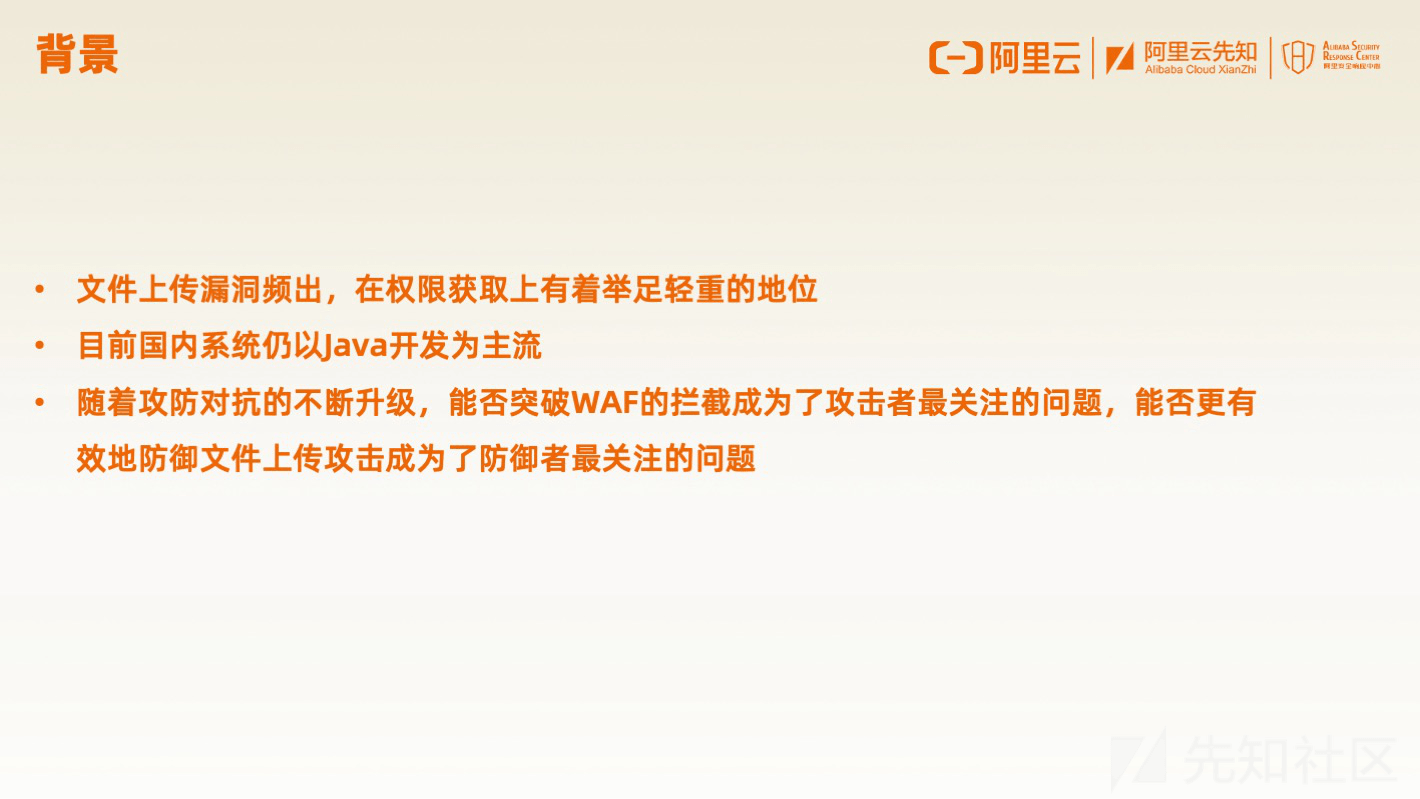 背景
阿里云
阿里云先知
Alibaba Cloud XianZhi
ALIBABA SECURITY
RESPONSE CENTER
阿里安全响应中心
• 文件上传漏洞频出，在权限获取上有着举足轻重的地位
• 目前国内系统仍以Java开发为主流
• 随着攻防对抗的不断升级，能否突破WAF的拦截成为了攻击者最关注的问题，能否更有
效地防御文件上传攻击成为了防御者最关注的问题
先知社区